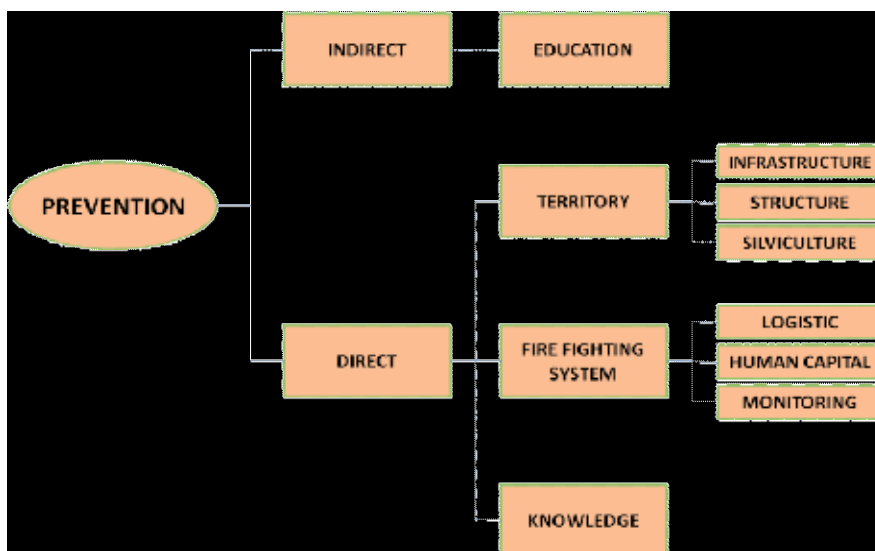 INDIRECT
EDUCATION
PREVENTION
TERRITORY
INFRASTRUCTURE
STRUCTURE
SILVICULTURE
DIRECT
FIRE FIGHTING
SYSTEM
LOGISTIC
HUMAN CAPITAL
MONITORING
KNOWLEDGE